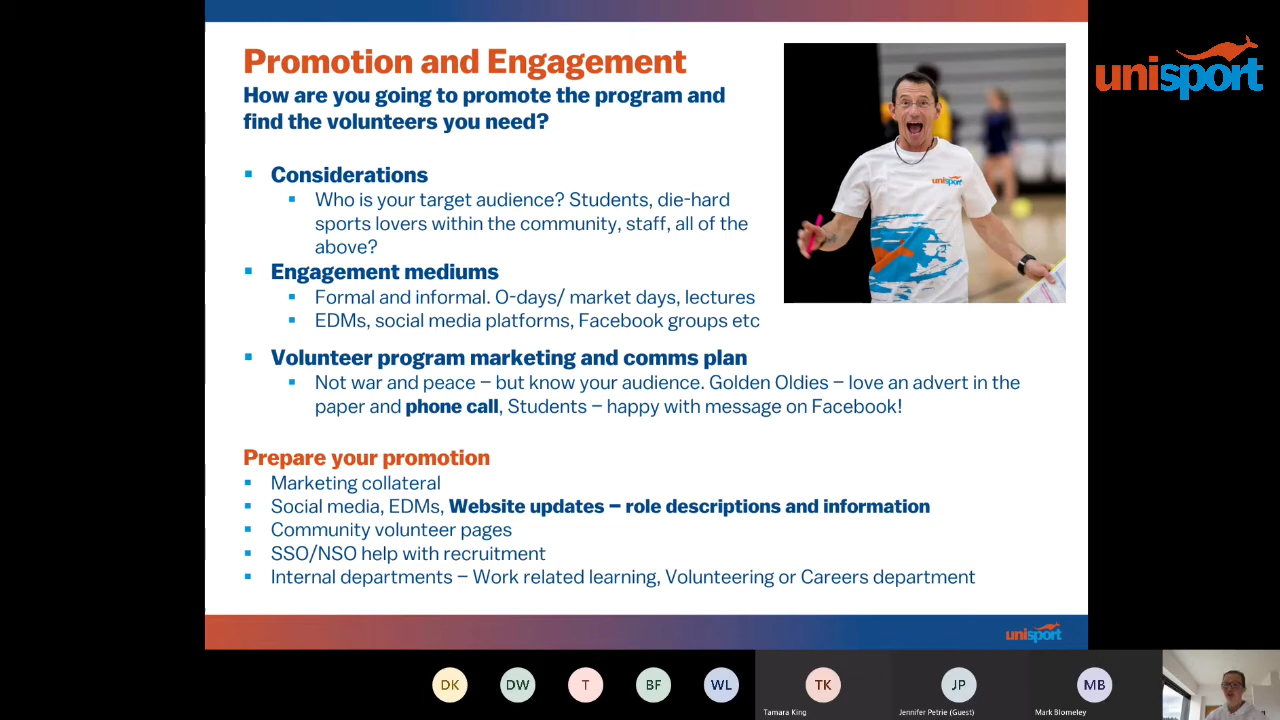 Promotion and Engagement
How are you going to promote the program and
find the volunteers you need?
unisport
unisport
▪ Considerations
▪ Who is your target audience? Students, die-hard
sports lovers within the community, staff, all of the
above?
▪ Engagement mediums
▪ Formal and informal. O-days/ market days, lectures
▪ EDMs, social media platforms, Facebook groups etc
▪ Volunteer program marketing and comms plan
▪ Not war and peace – but know your audience. Golden Oldies – love an advert in the
paper and phone call, Students – happy with message on Facebook!
Prepare your promotion
▪ Marketing collateral
▪ Social media, EDMs, Website updates – role descriptions and information
▪ Community volunteer pages
▪ SSO/NSO help with recruitment
▪ Internal departments – Work related learning, Volunteering or Careers department
unisport
DK DW T BF WL TK JP MB
Tamara King Jennifer Petrie (Guest) Mark Blomeley